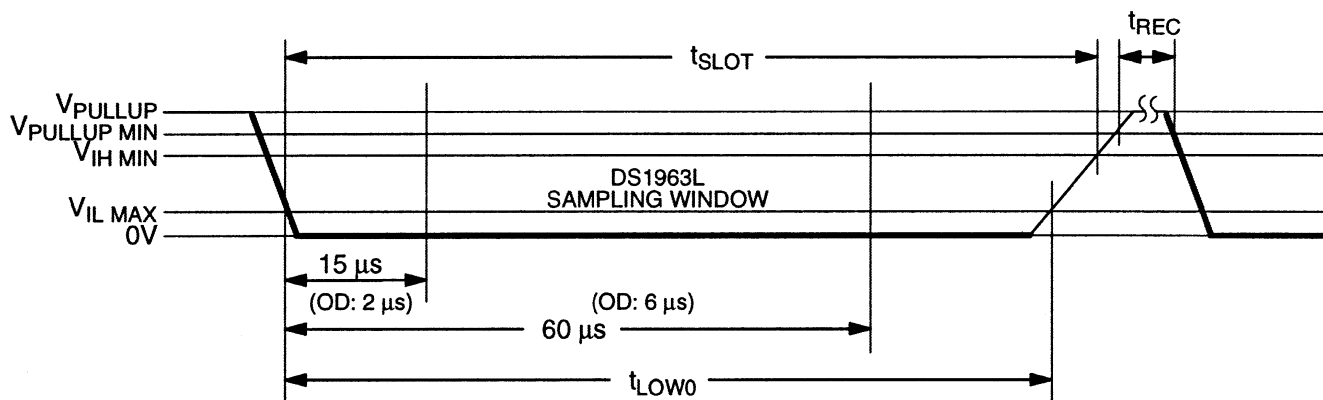 tREC
tSLOT
VPULLUP
VPULLUP MIN
VIH MIN
DS1963L
SAMPLING WINDOW
VIL MAX
0V
15 µs
(OD: 2 µs)
(OD: 6 µs)
60 µs
tLOW0